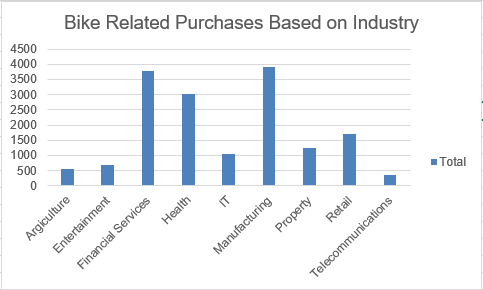 Bike Related Purchases Based on Industry
4500
4000
3500
3000
2500
2000
1500
1000
500
0
Argiculture
Entertainment
Financial Services
Health
IT
Manufacturing
Property
Retail
Telecommunications
Total